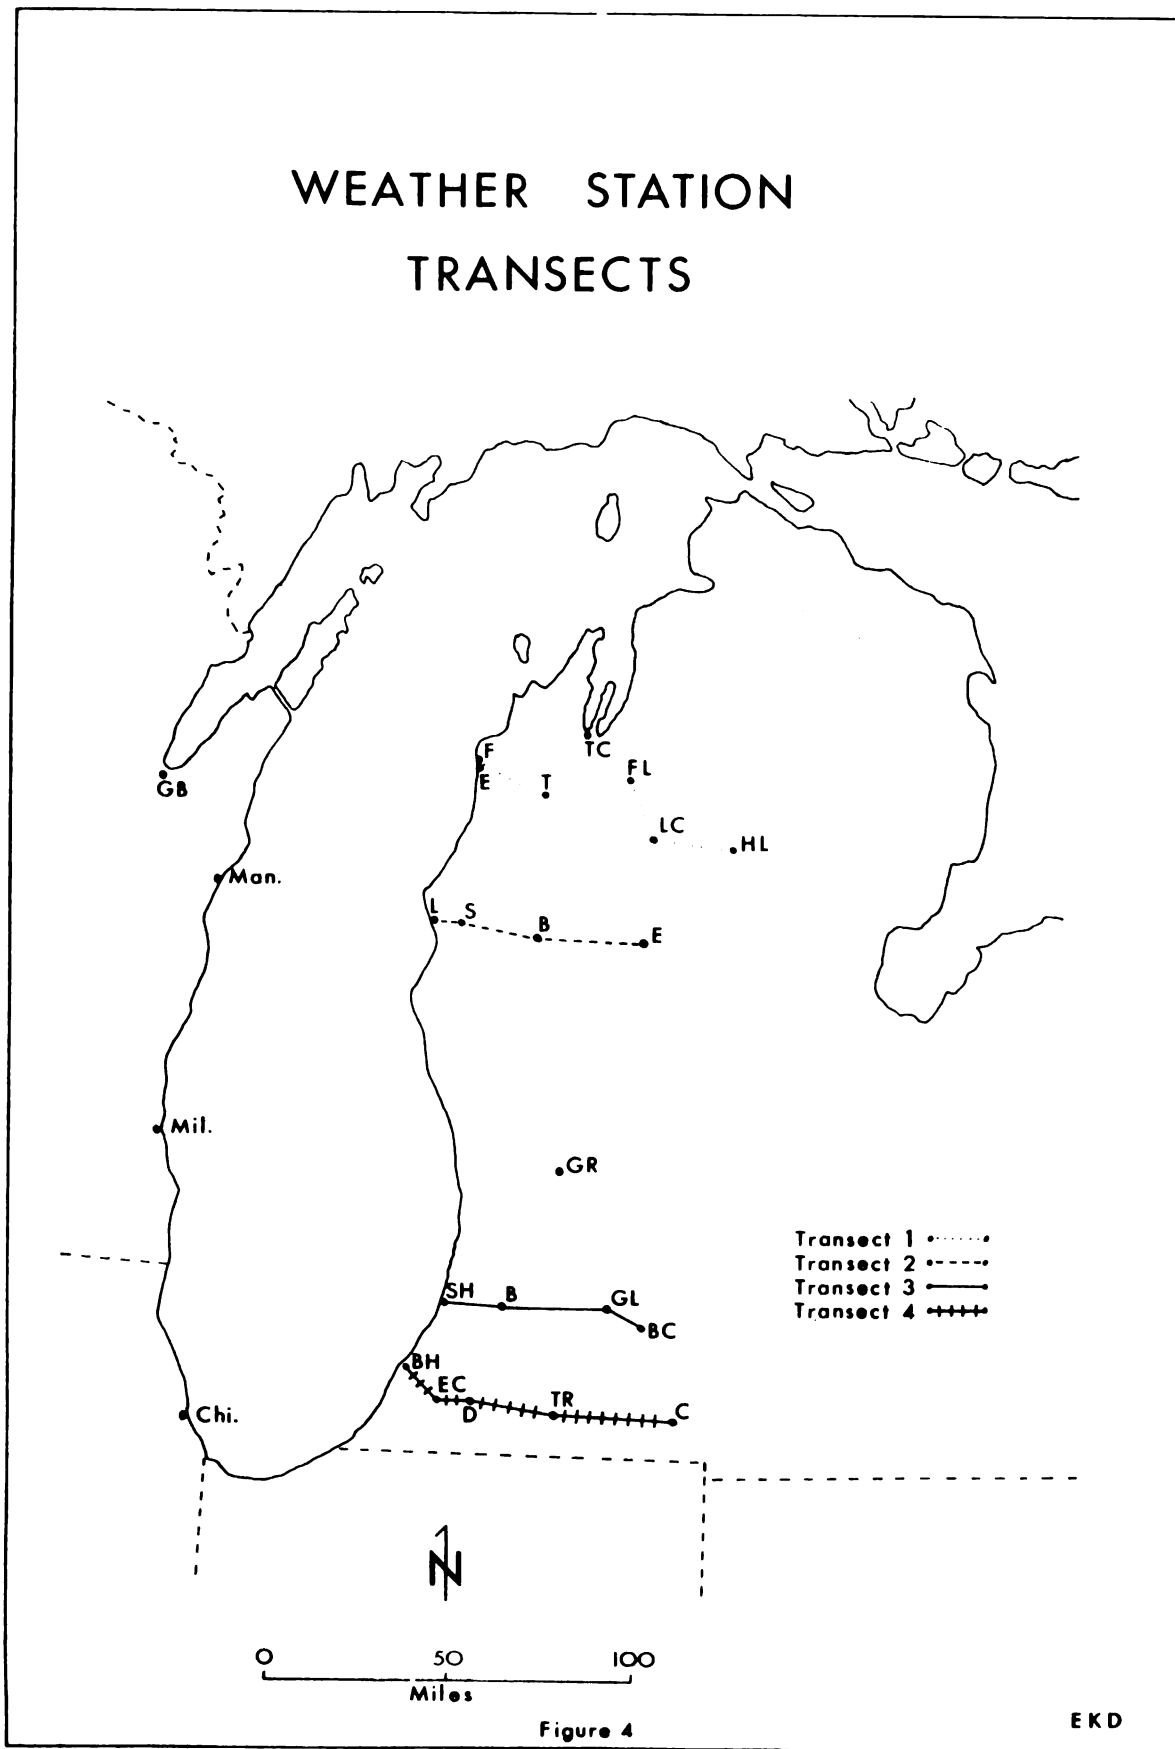 WEATHER STATION
TRANSECTS
F
TC
E
T
FL
GB
LC
HL
Man.
L
S
B
E
Mil.
GR
Transect 1
Transect 2
Transect 3
Transect 4
SH
B
GL
BC
BH
EC
D
TR
C
Chi.
N
0 50 100
Miles
Figure 4
EKD